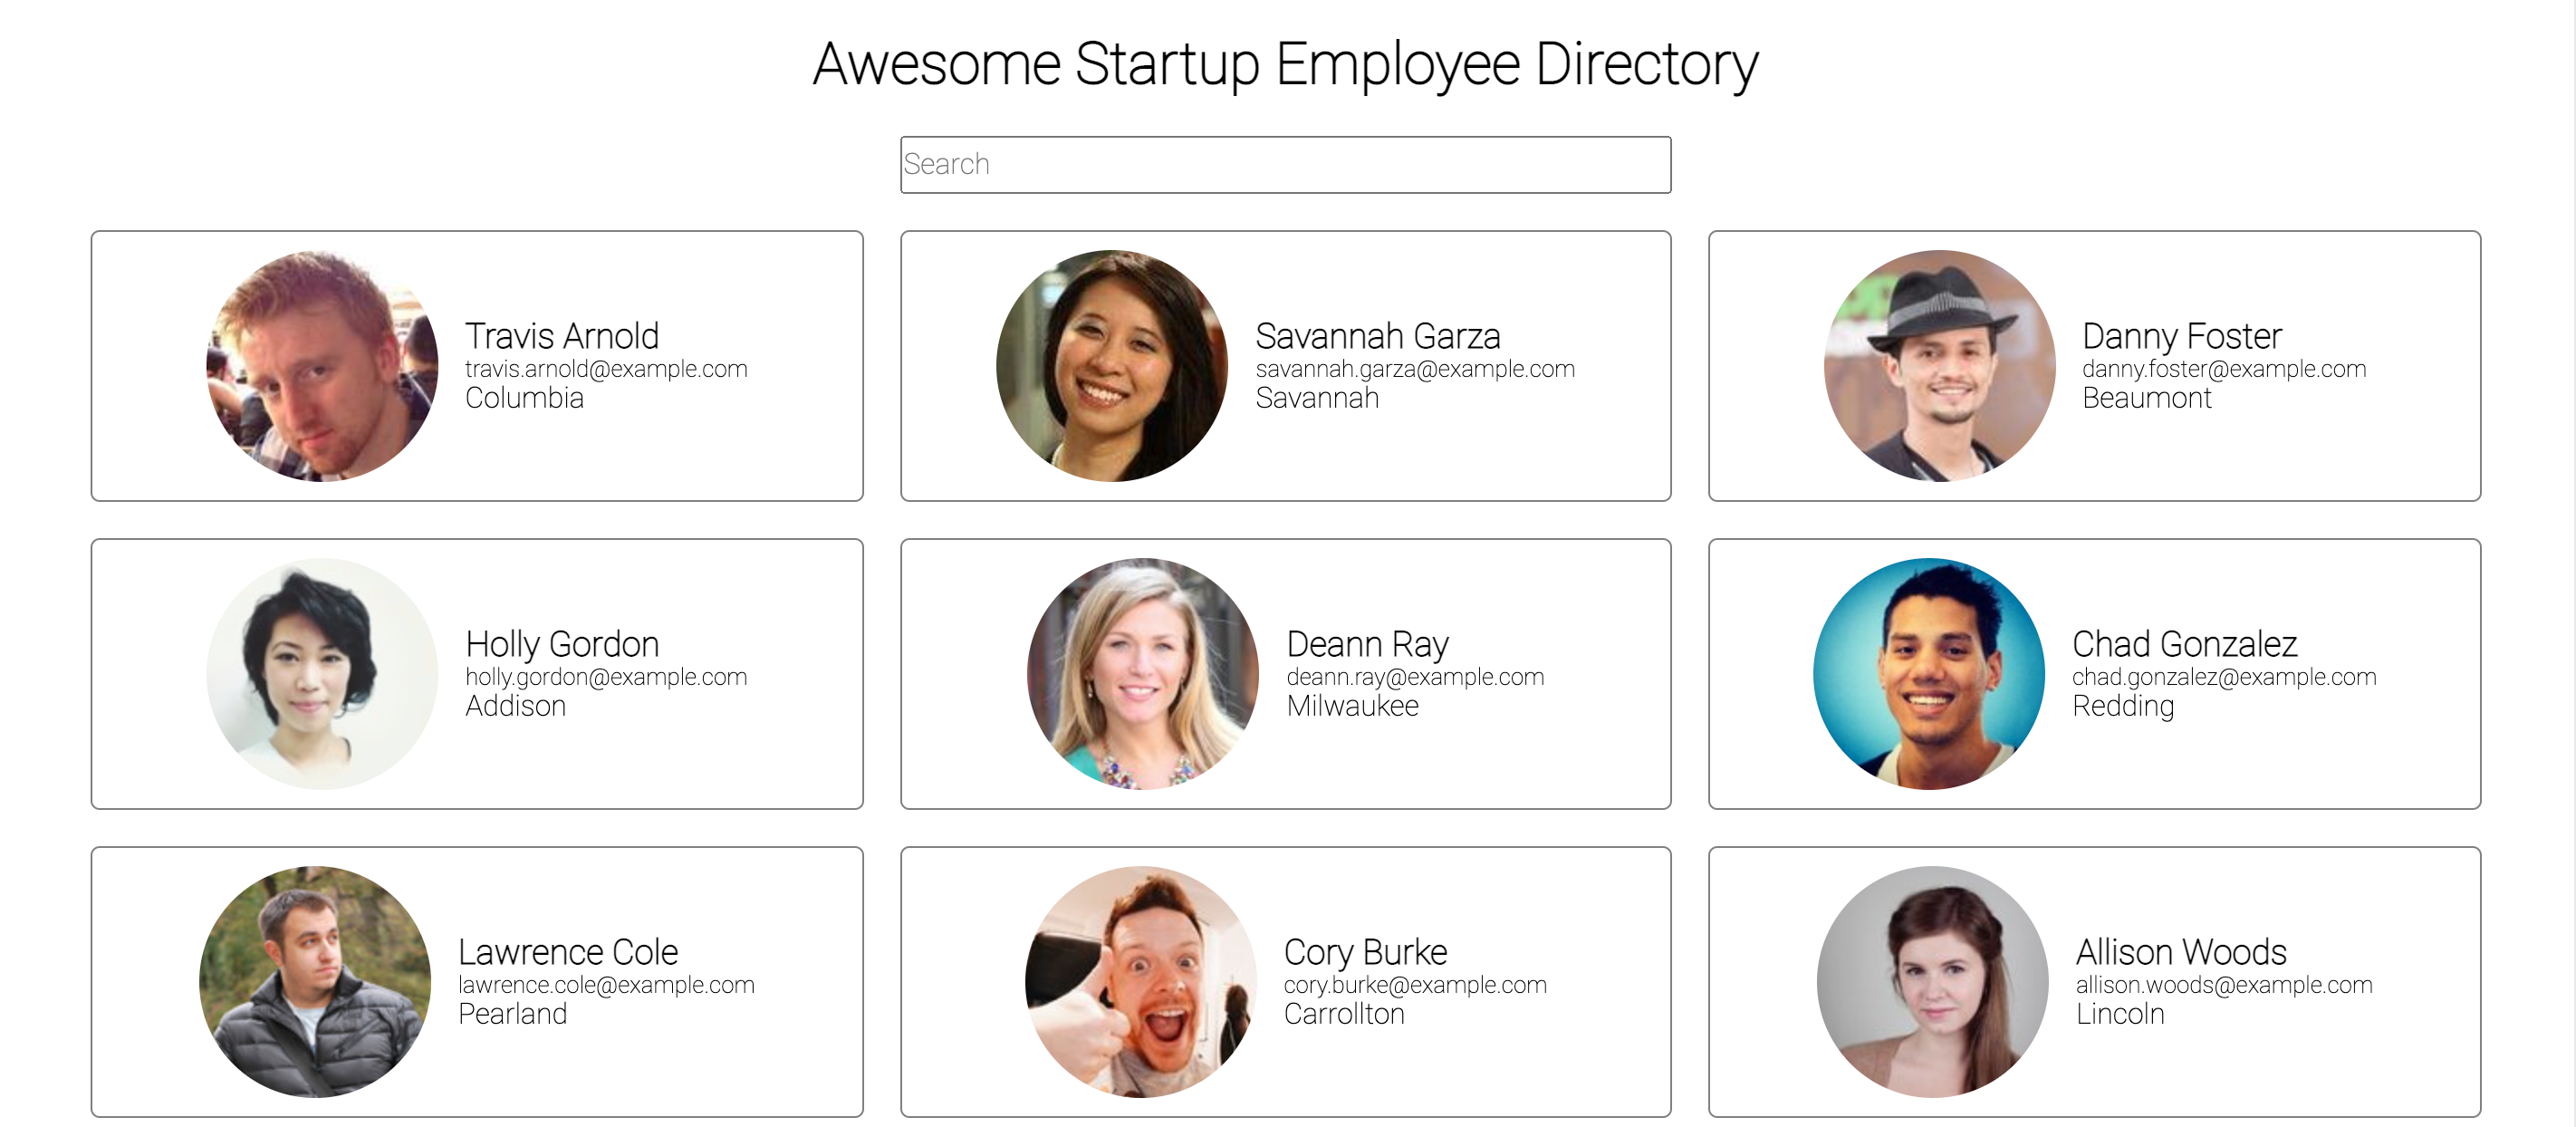 Awesome Startup Employee Directory
Search
Travis Arnold
travis.arnold@example.com
Columbia
Savannah Garza
savannah.garza@example.com
Savannah
Danny Foster
danny.foster@example.com
Beaumont
Holly Gordon
holly.gordon@example.com
Addison
Deann Ray
deann.ray@example.com
Milwaukee
Chad Gonzalez
chad.gonzalez@example.com
Redding
Lawrence Cole
lawrence.cole@example.com
Pearland
Cory Burke
cory.burke@example.com
Carrollton
Allison Woods
allison.woods@example.com
Lincoln